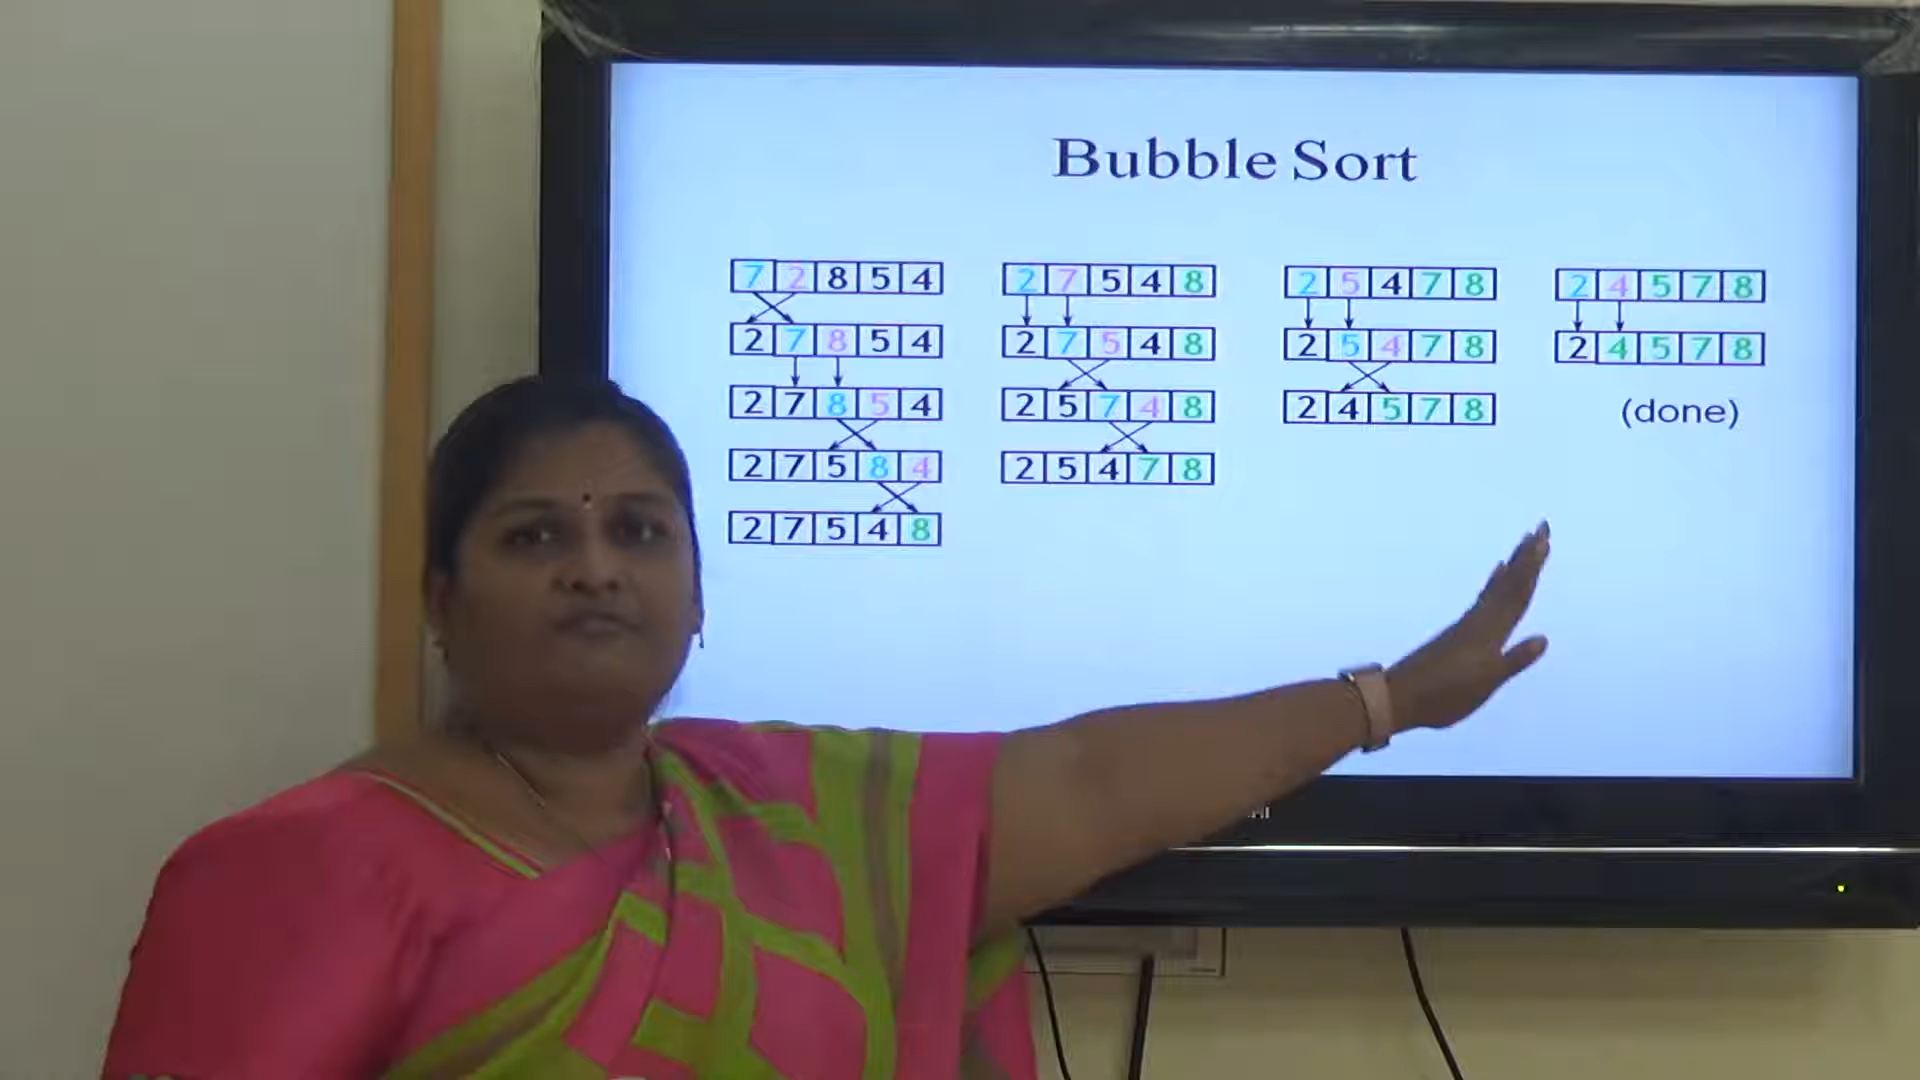 Bubble Sort
7 2 8 5 4
2 7 8 5 4
2 7 8 5 4
2 7 5 8 4
2 7 5 4 8
2 7 5 4 8
2 7 5 4 8
2 5 7 4 8
2 5 4 7 8
2 5 4 7 8
2 5 4 7 8
2 4 5 7 8
2 4 5 7 8
2 4 5 7 8
(done)